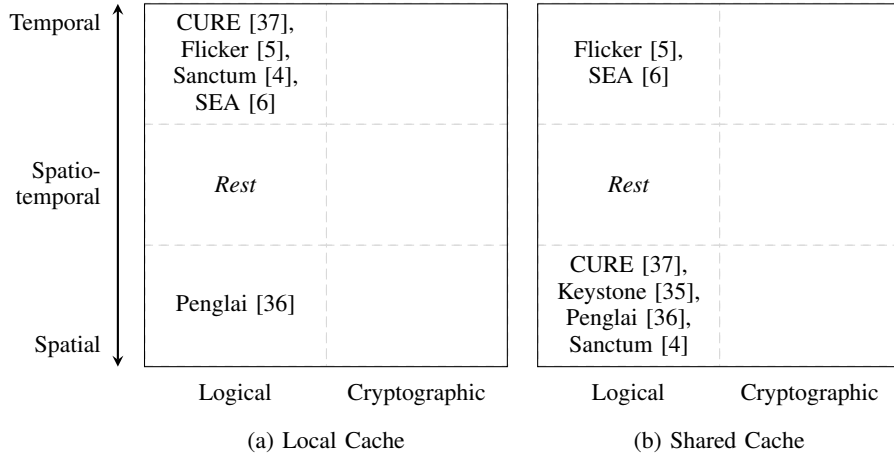 Temporal
Spatio-
temporal
Spatial
CURE [37],
Flicker [5],
Sanctum [4],
SEA [6]
Rest
Penglai [36]
Logical
Cryptographic
(a) Local Cache
Flicker [5],
SEA [6]
Rest
CURE [37],
Keystone [35],
Penglai [36],
Sanctum [4]
Logical
Cryptographic
(b) Shared Cache